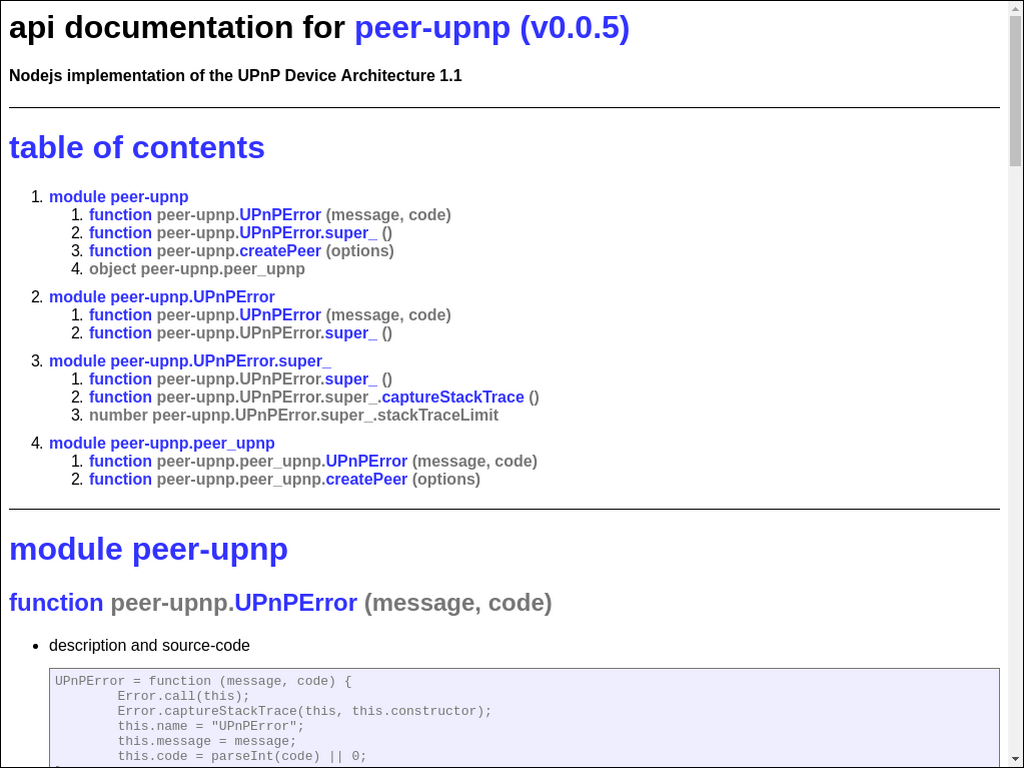 api documentation for peer-upnp (v0.0.5)
Nodejs implementation of the UPnP Device Architecture 1.1
table of contents
1. module peer-upnp
1. function peer-upnp.UPnPError (message, code)
2. function peer-upnp.UPnPError.super_ ()
3. function peer-upnp.createPeer (options)
4. object peer-upnp.peer_upnp
2. module peer-upnp.UPnPError
1. function peer-upnp.UPnPError (message, code)
2. function peer-upnp.UPnPError.super_ ()
3. module peer-upnp.UPnPError.super_
1. function peer-upnp.UPnPError.super_ ()
2. function peer-upnp.UPnPError.super_.captureStackTrace ()
3. number peer-upnp.UPnPError.super_.stackTraceLimit
4. module peer-upnp.peer_upnp
1. function peer-upnp.peer_upnp.UPnPError (message, code)
2. function peer-upnp.peer_upnp.createPeer (options)
module peer-upnp
function peer-upnp.UPnPError (message, code)
• description and source-code
UPnPError = function (message, code) {
Error.call(this);
Error.captureStackTrace(this, this.constructor);
this.name = "UPnPError";
this.message = message;
this.code = parseInt(code) || 0;